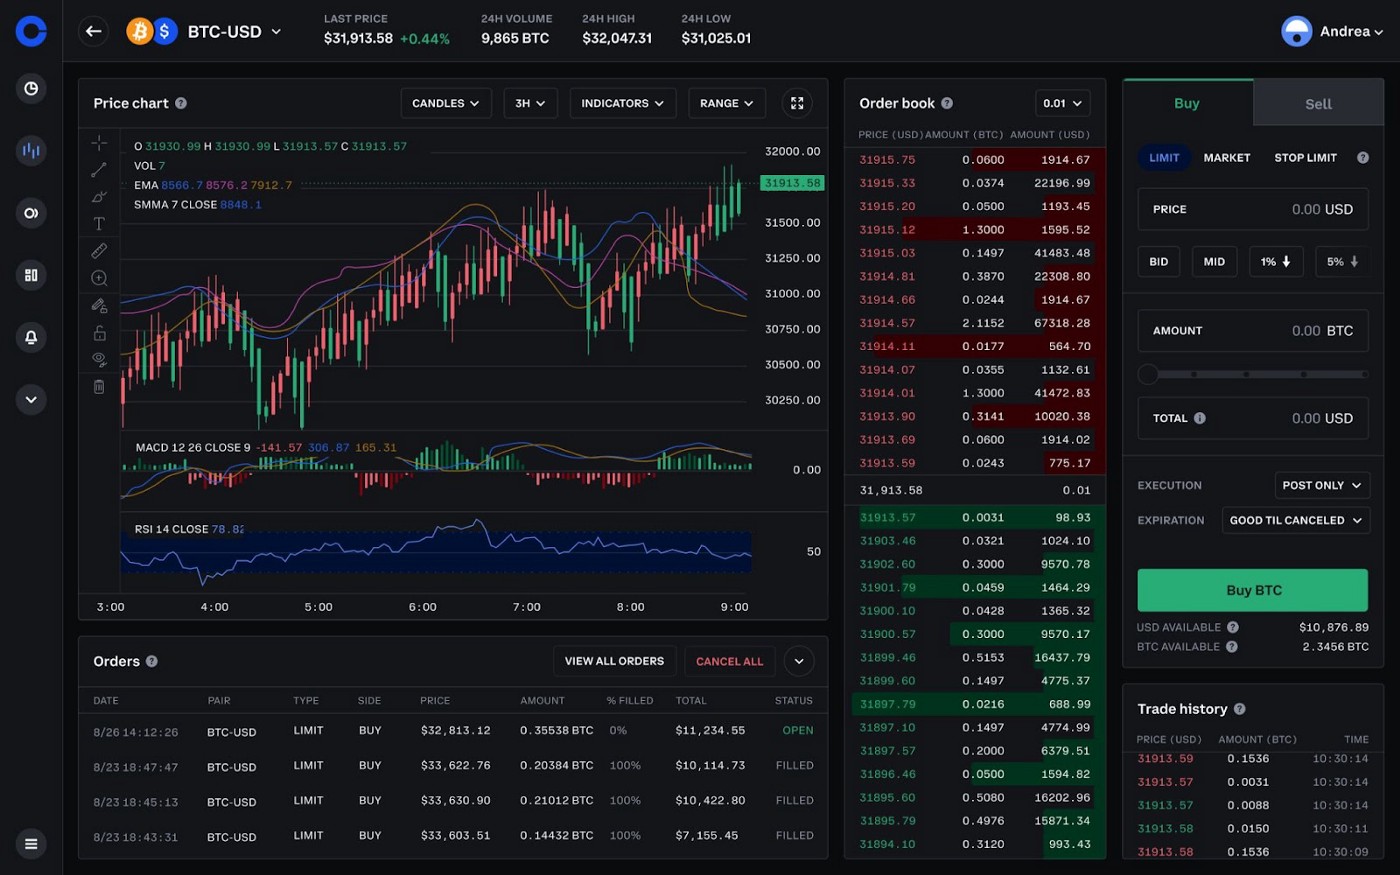 BTC-USD
LAST PRICE
$31,913.58 +0.44%
24H VOLUME
9,865 BTC
24H HIGH
$32,047.31
24H LOW
$31,025.01
Andrea
Price chart
CANDLES
3H
INDICATORS
RANGE
O 31930.99 H 31930.99 L 31913.57 C 31913.57
VOL 7
EMA 8566.7 8576.2 7912.7
SMMA 7 CLOSE 8848.1
32000.00
31913.58
31500.00
31250.00
31000.00
30750.00
30500.00
30250.00
MACD 12 26 CLOSE 9 -141.57 306.87 165.31
0.00
RSI 14 CLOSE 78.82
50
3:00 4:00 5:00 6:00 7:00 8:00 9:00
Orders
VIEW ALL ORDERS
CANCEL ALL
DATE PAIR TYPE SIDE PRICE AMOUNT % FILLED TOTAL STATUS
8/26 14:12:26 BTC-USD LIMIT BUY $32,813.12 0.35538 BTC 0% $11,234.55 OPEN
8/23 18:47:47 BTC-USD LIMIT BUY $33,622.76 0.20384 BTC 100% $10,114.73 FILLED
8/23 18:45:13 BTC-USD LIMIT BUY $33,630.90 0.21012 BTC 100% $10,422.80 FILLED
8/23 18:43:31 BTC-USD LIMIT BUY $33,603.51 0.14432 BTC 100% $7,155.45 FILLED
Order book
0.01
PRICE (USD) AMOUNT (BTC) AMOUNT (USD)
31915.75 0.0600 1914.67
31915.33 0.0374 22196.99
31915.20 0.0500 1193.45
31915.12 1.3000 1595.52
31915.03 0.1497 41483.48
31914.81 0.3870 22308.80
31914.66 0.0244 1914.67
31914.57 2.1152 67318.28
31914.11 0.0177 564.70
31914.07 0.0355 1132.61
31914.01 1.3000 41472.83
31913.90 0.3141 10020.38
31913.69 0.0600 1914.02
31913.59 0.0243 775.17
31,913.58 0.01
31913.57 0.0031 98.93
31903.46 0.0321 1024.10
31902.60 0.3000 9570.78
31901.79 0.0459 1464.29
31900.10 0.0428 1365.32
31900.57 0.3000 9570.17
31899.46 0.5153 16437.79
31899.60 0.1497 4775.37
31897.79 0.0216 688.99
31897.10 0.1497 4774.99
31897.57 0.2000 6379.51
31896.46 0.0500 1594.82
31895.60 0.5080 16202.96
31895.79 0.4976 15871.34
31894.10 0.3120 993.43
Buy
Sell
LIMIT MARKET STOP LIMIT
PRICE 0.00 USD
BID MID 1% 5%
AMOUNT 0.00 BTC
TOTAL 0.00 USD
EXECUTION POST ONLY
EXPIRATION GOOD TIL CANCELED
Buy BTC
USD AVAILABLE $10,876.89
BTC AVAILABLE 2.3456 BTC
Trade history
PRICE (USD) AMOUNT (BTC) TIME
31913.59 0.1536 10:30:14
31913.57 0.0031 10:30:14
31913.57 0.0088 10:30:14
31913.58 0.0150 10:30:11
31913.58 0.1536 10:30:09